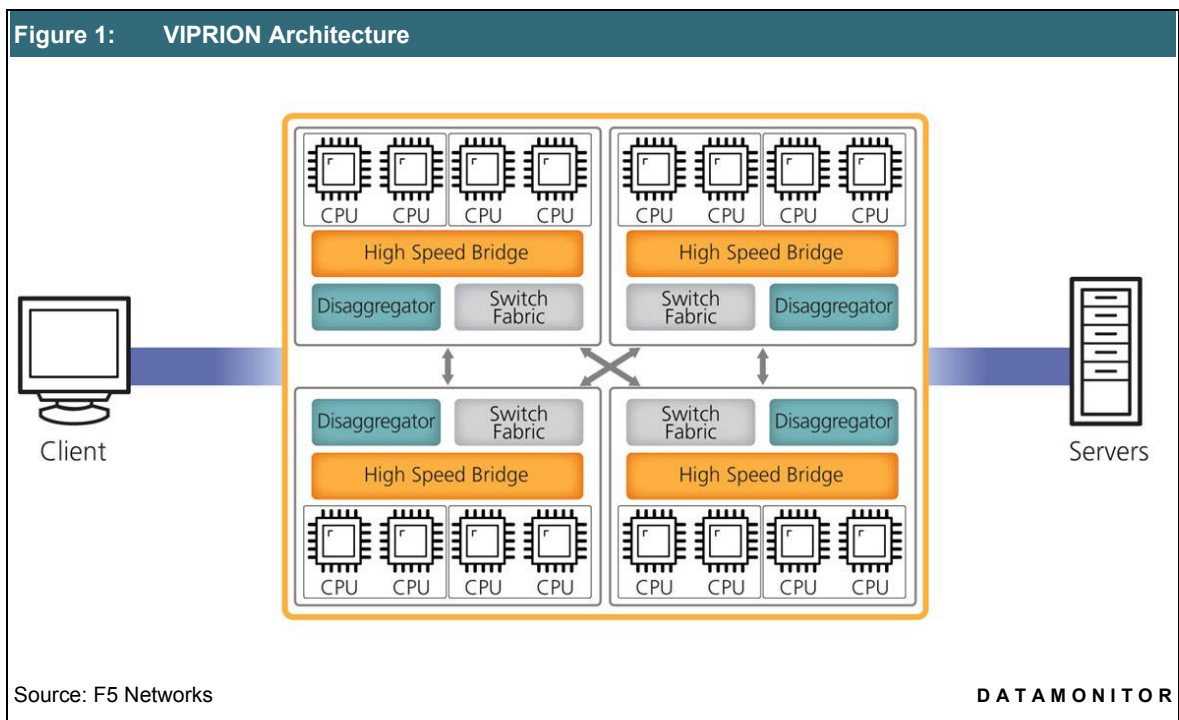 Figure 1: VIPRION Architecture
CPU CPU CPU CPU
High Speed Bridge
Disaggregator
Switch
Fabric
CPU CPU CPU CPU
High Speed Bridge
Switch
Fabric
Disaggregator
Client
Servers
Disaggregator
Switch
Fabric
High Speed Bridge
CPU CPU CPU CPU
Switch
Fabric
Disaggregator
High Speed Bridge
CPU CPU CPU CPU
Source: F5 Networks
DATAMONITOR